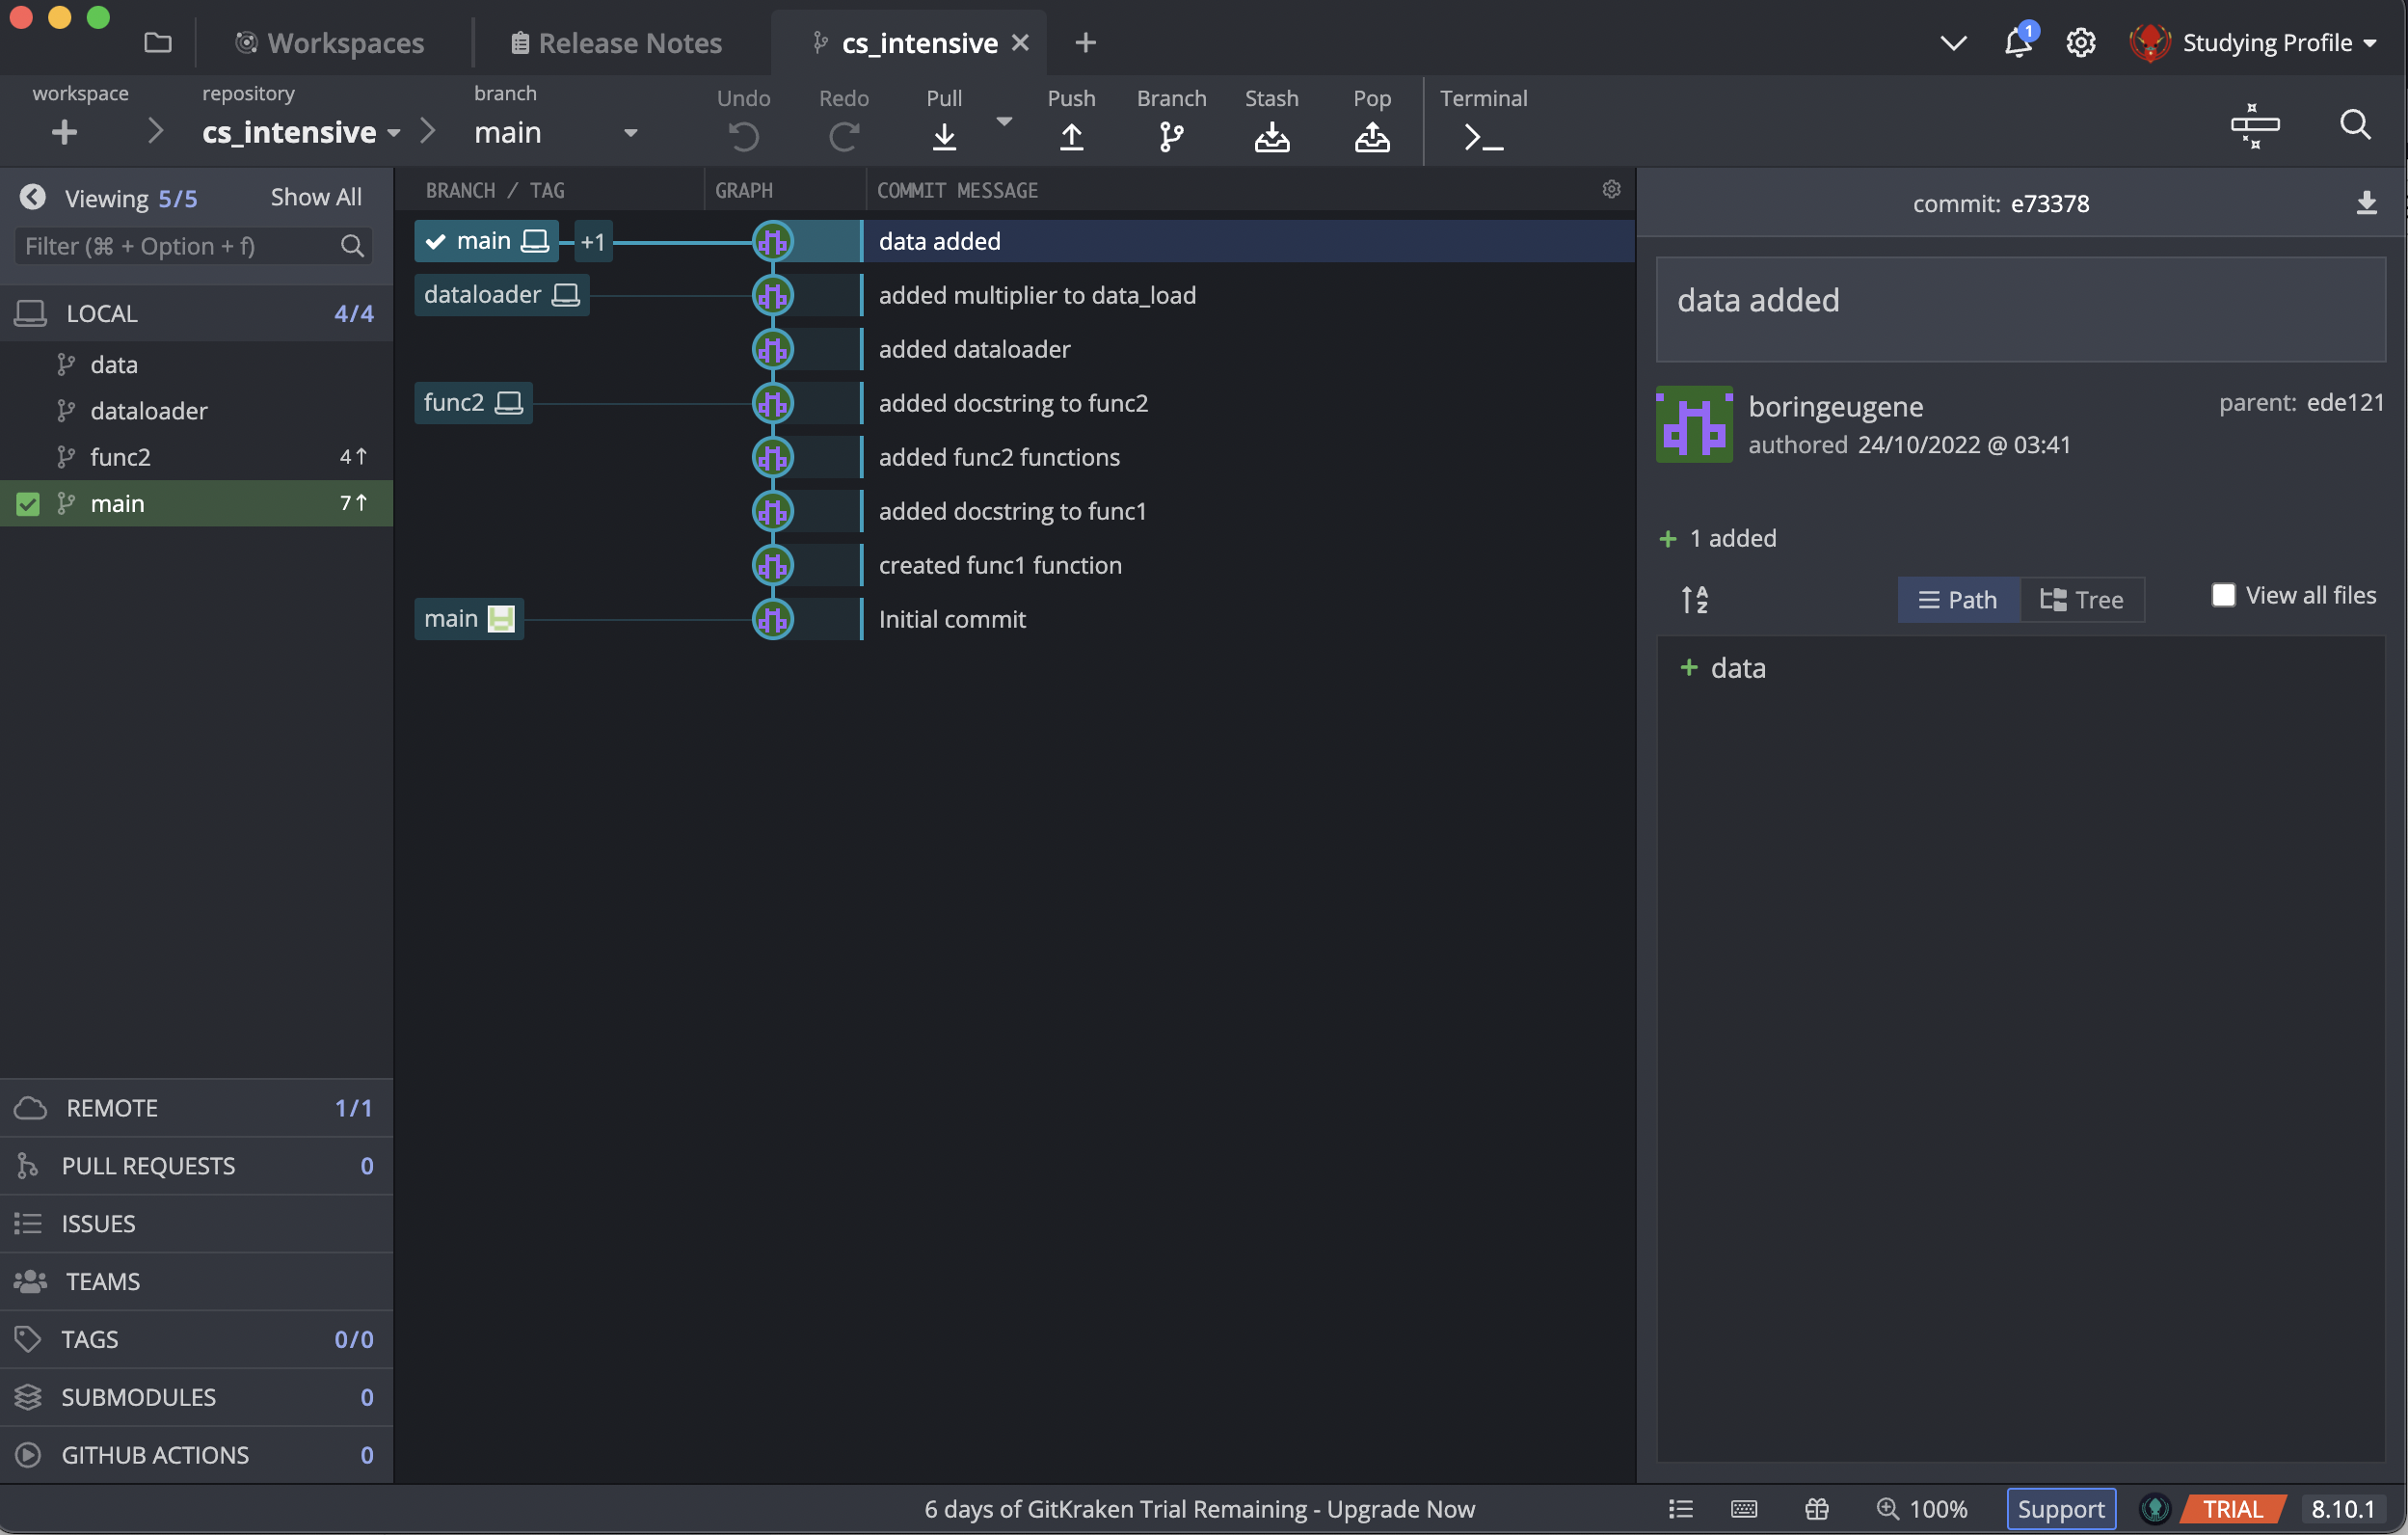 Workspaces
Release Notes
cs_intensive
1
Studying Profile
workspace
repository
cs_intensive
branch
main
Undo
Redo
Pull
Push
Branch
Stash
Pop
Terminal
Viewing 5/5
Show All
Filter (⌘ + Option + f)
LOCAL 4/4
data
dataloader
func2 4↑
main 7↑
REMOTE 1/1
PULL REQUESTS 0
ISSUES
TEAMS
TAGS 0/0
SUBMODULES 0
GITHUB ACTIONS 0
BRANCH / TAG
GRAPH
COMMIT MESSAGE
main +1 data added
dataloader added multiplier to data_load
added dataloader
func2 added docstring to func2
added func2 functions
added docstring to func1
created func1 function
main Initial commit
commit: e73378
data added
boringeugene
authored 24/10/2022 @ 03:41
parent: ede121
+ 1 added
A
Z
Path
Tree
View all files
+ data
6 days of GitKraken Trial Remaining - Upgrade Now
100%
Support
TRIAL
8.10.1